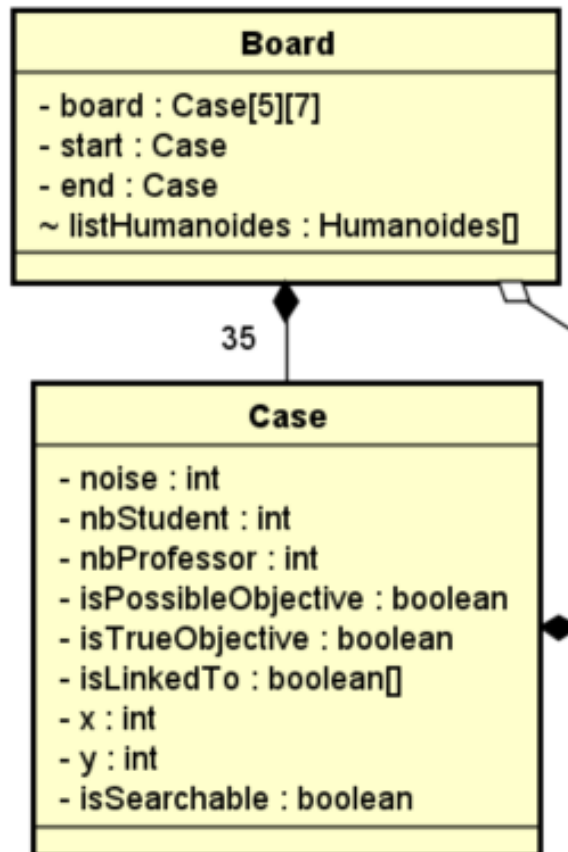 Board
- board : Case[5][7]
- start : Case
- end : Case
~ listHumanoides : Humanoides[]
35
Case
- noise : int
- nbStudent : int
- nbProfessor : int
- isPossibleObjective : boolean
- isTrueObjective : boolean
- isLinkedTo : boolean[]
- x : int
- y : int
- isSearchable : boolean